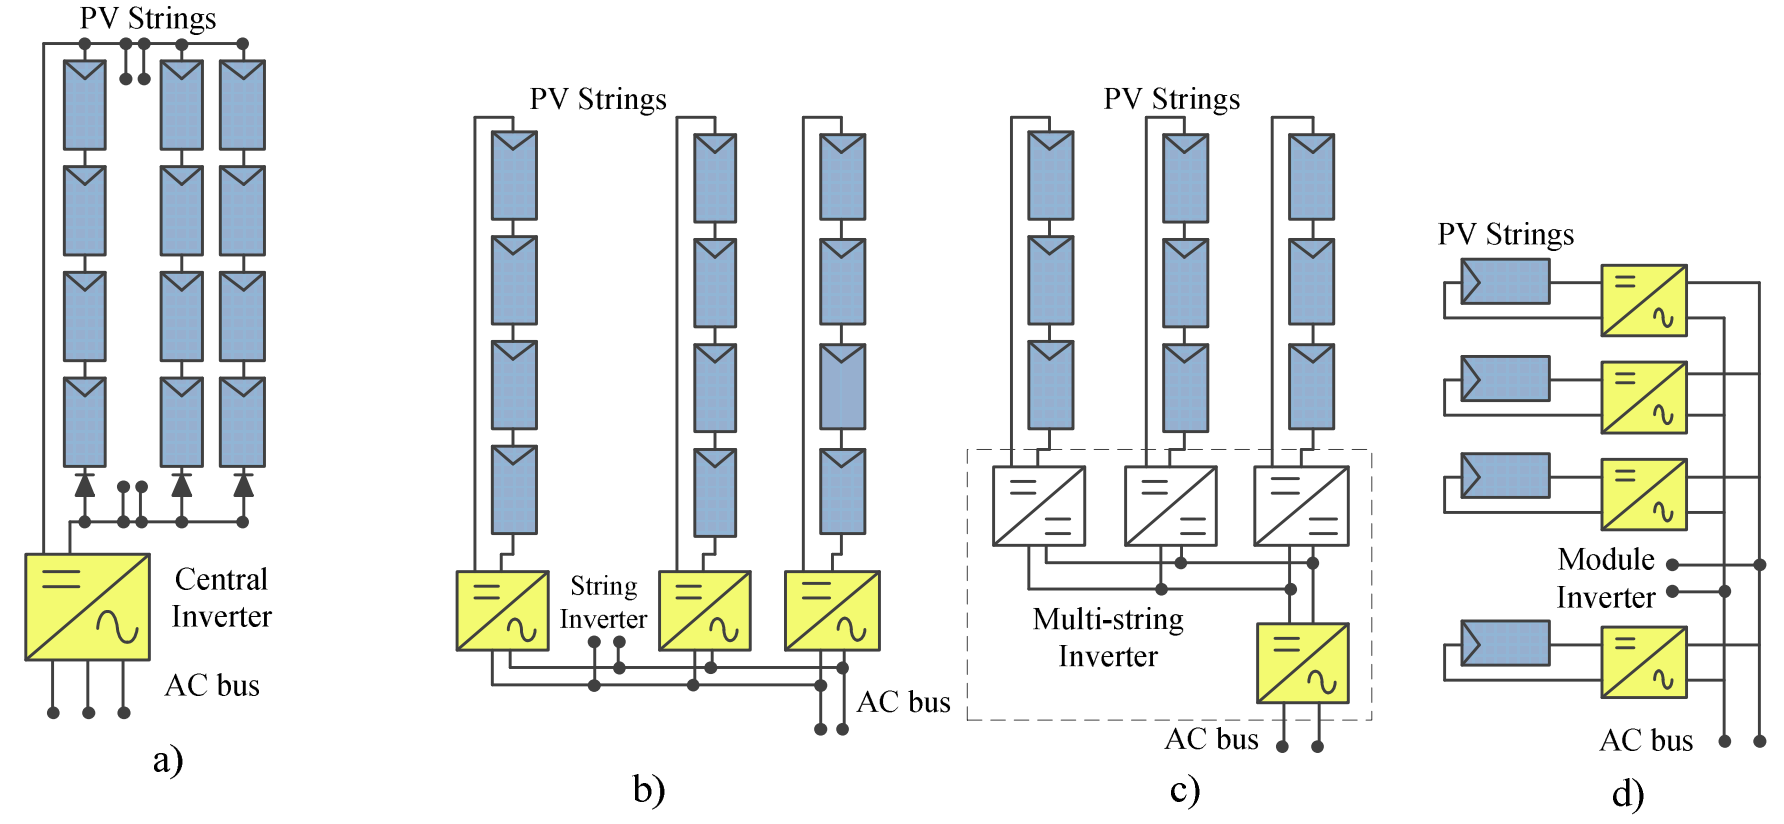 PV Strings
Central
Inverter
AC bus
a)
PV Strings
String
Inverter
AC bus
b)
PV Strings
Multi-string
Inverter
AC bus
c)
PV Strings
Module
Inverter
AC bus
d)